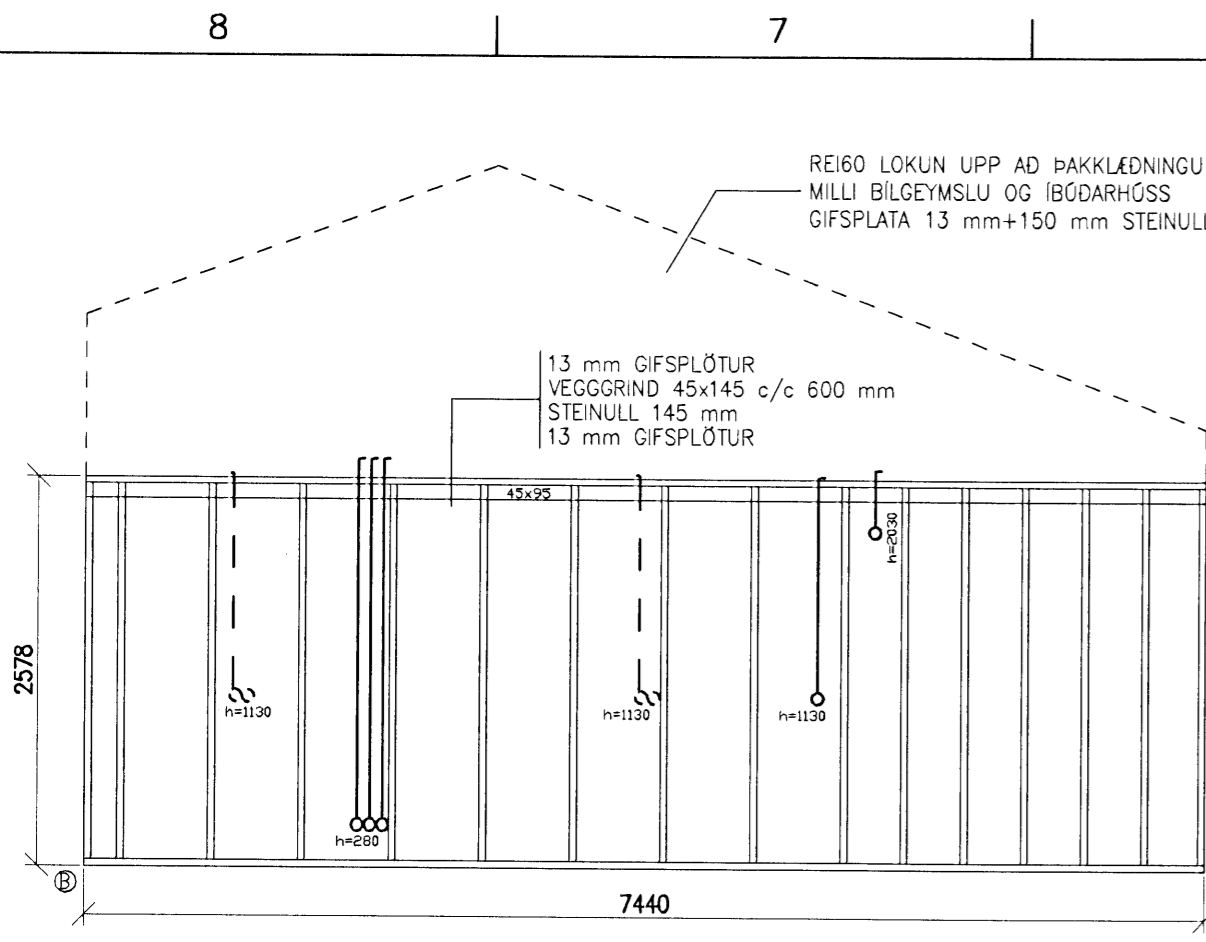 8 7
REI60 LOKUN UPP AÐ ÞAKKLÆÐNINGU
MILLI BÍLGEYMSLU OG ÍBÚÐARHÚSS
GIFSPLATA 13 mm+150 mm STEINULL
13 mm GIFSPLÖTUR
VEGGGRIND 45x145 c/c 600 mm
STEINULL 145 mm
13 mm GIFSPLÖTUR
45x95
h=2030
2578
h=1130
h=1130
h=1130
h=280
B
7440